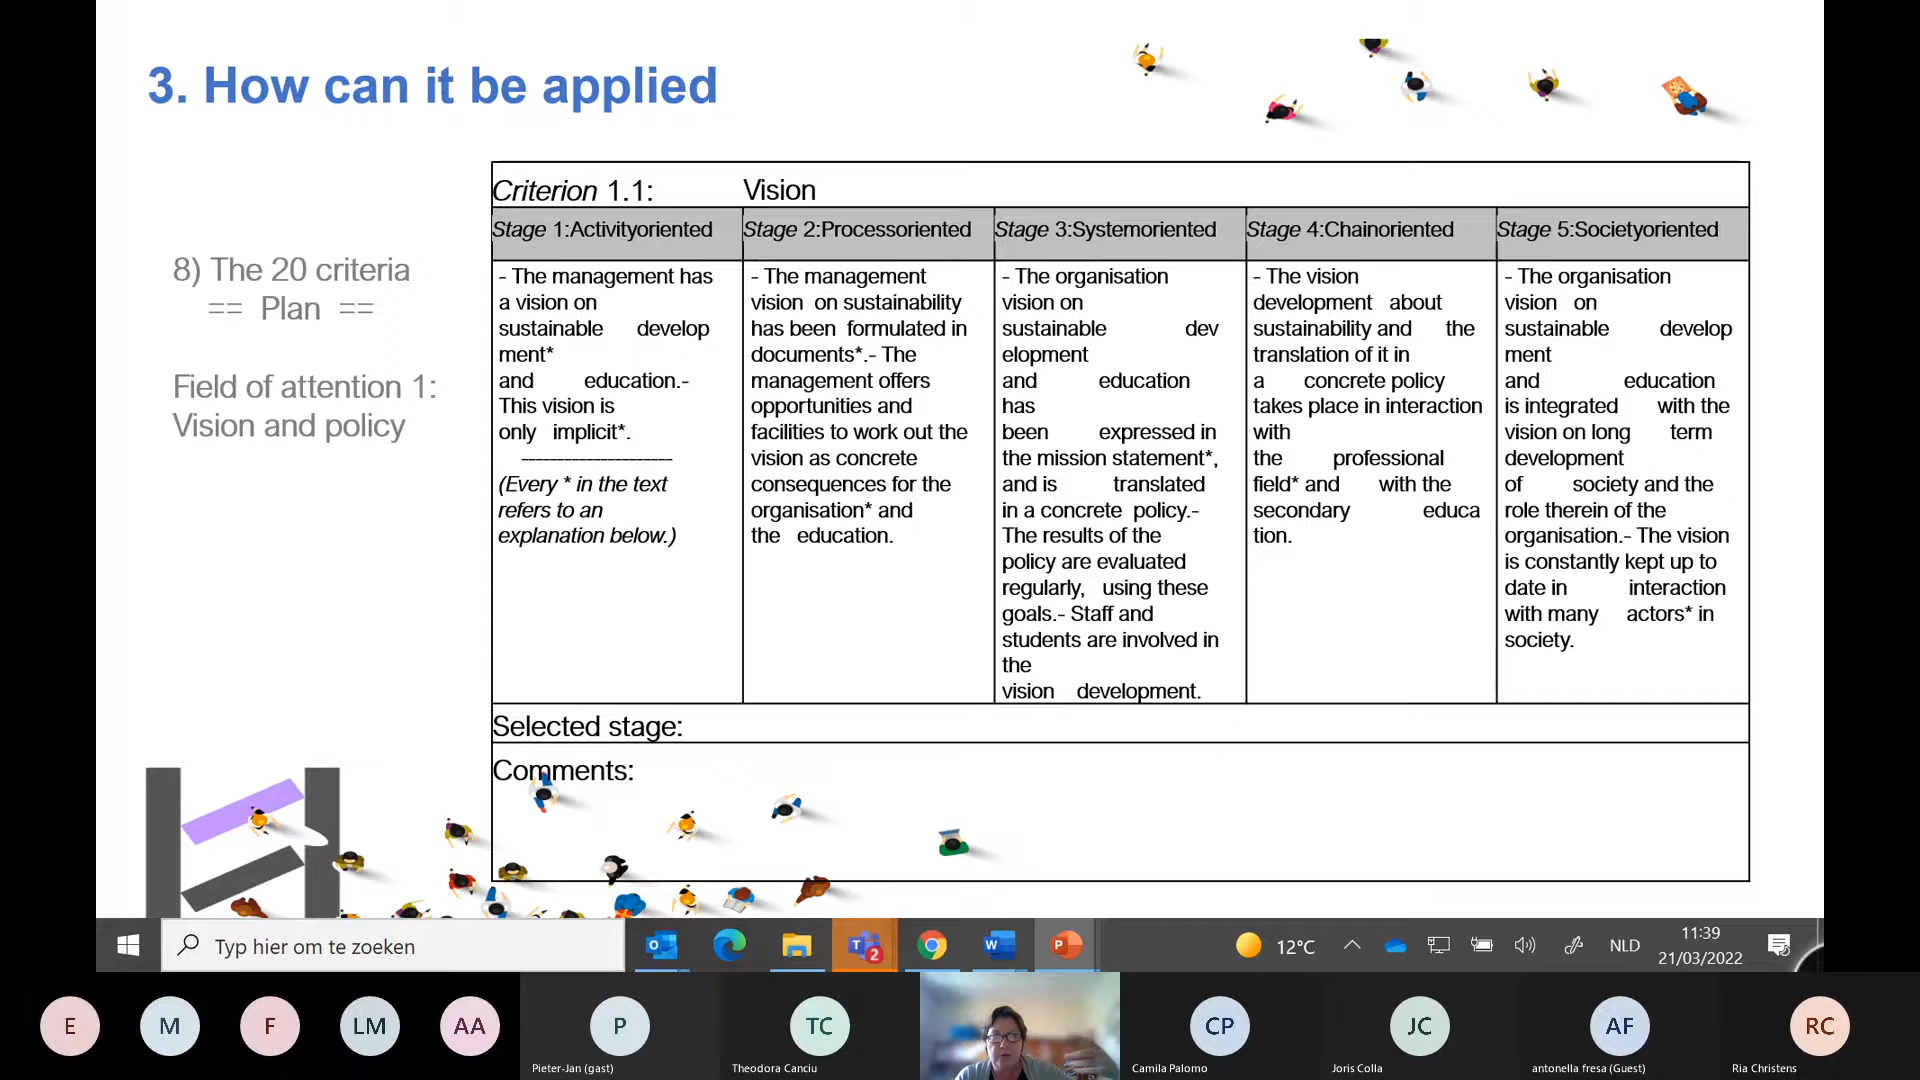 3. How can it be applied
8) The 20 criteria
== Plan ==
Field of attention 1:
Vision and policy
Criterion 1.1: Vision
Stage 1:Activityoriented
Stage 2:Processoriented
Stage 3:Systemoriented
Stage 4:Chainoriented
Stage 5:Societyoriented
- The management has
a vision on
sustainable develop
ment*
and education.-
This vision is
only implicit*.
---------------------
(Every * in the text
refers to an
explanation below.)
- The management
vision on sustainability
has been formulated in
documents*.- The
management offers
opportunities and
facilities to work out the
vision as concrete
consequences for the
organisation* and
the education.
- The organisation
vision on
sustainable dev
elopment
and education
has
been expressed in
the mission statement*,
and is translated
in a concrete policy.-
The results of the
policy are evaluated
regularly, using these
goals.- Staff and
students are involved in
the
vision development.
- The vision
development about
sustainability and the
translation of it in
a concrete policy
takes place in interaction
with
the professional
field* and with the
secondary educa
tion.
- The organisation
vision on
sustainable develop
ment
and education
is integrated with the
vision on long term
development
of society and the
role therein of the
organisation.- The vision
is constantly kept up to
date in interaction
with many actors* in
society.
Selected stage:
Comments:
Typ hier om te zoeken
2
12°C
NLD
11:39
21/03/2022
E
M
F
LM
AA
P
Pieter-Jan (gast)
TC
Theodora Canciu
CP
Camila Palomo
JC
Joris Colla
AF
antonella fresa (Guest)
RC
Ria Christens